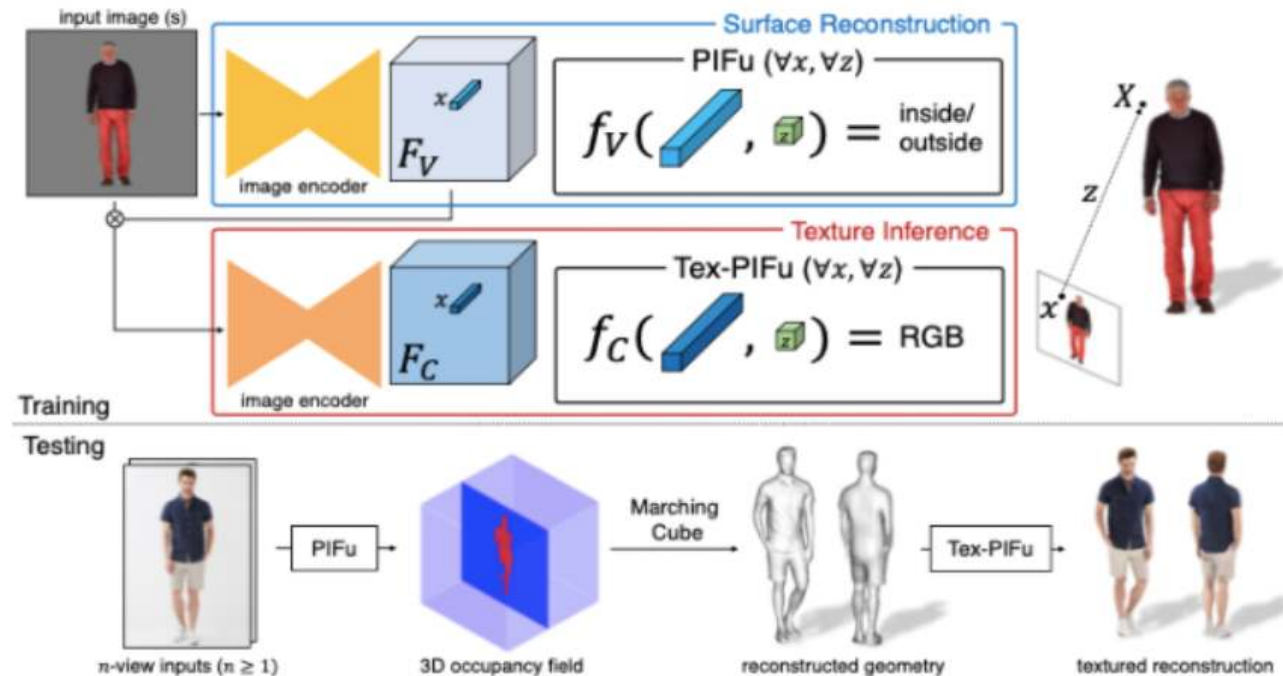 input image (s)
Surface Reconstruction
PIFu (∀x, ∀z)
x
F_V
f_V( , z ) = inside/
outside
image encoder
X
z
x
Texture Inference
Tex-PIFu (∀x, ∀z)
x
F_C
f_C( , z ) = RGB
image encoder
Training
Testing
PIFu
Marching
Cube
Tex-PIFu
n-view inputs (n ≥ 1)
3D occupancy field
reconstructed geometry
textured reconstruction